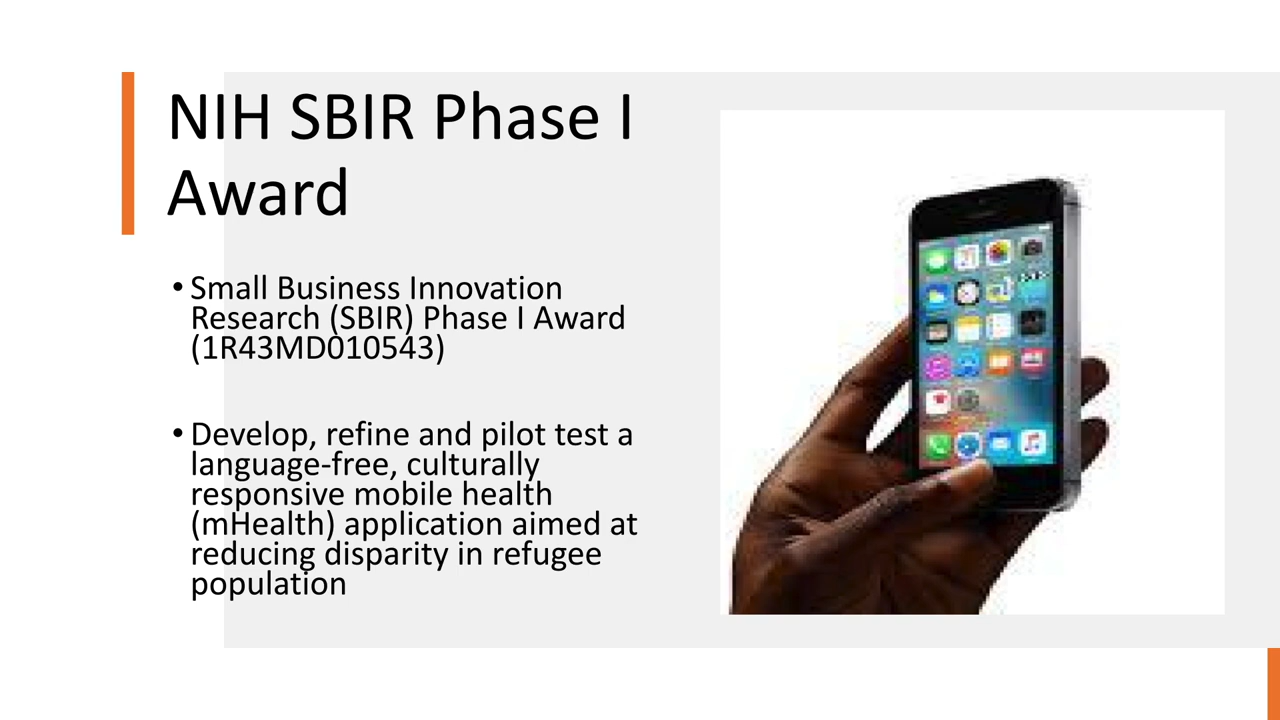 NIH SBIR Phase I
Award
• Small Business Innovation
Research (SBIR) Phase I Award
(1R43MD010543)
• Develop, refine and pilot test a
language-free, culturally
responsive mobile health
(mHealth) application aimed at
reducing disparity in refugee
population